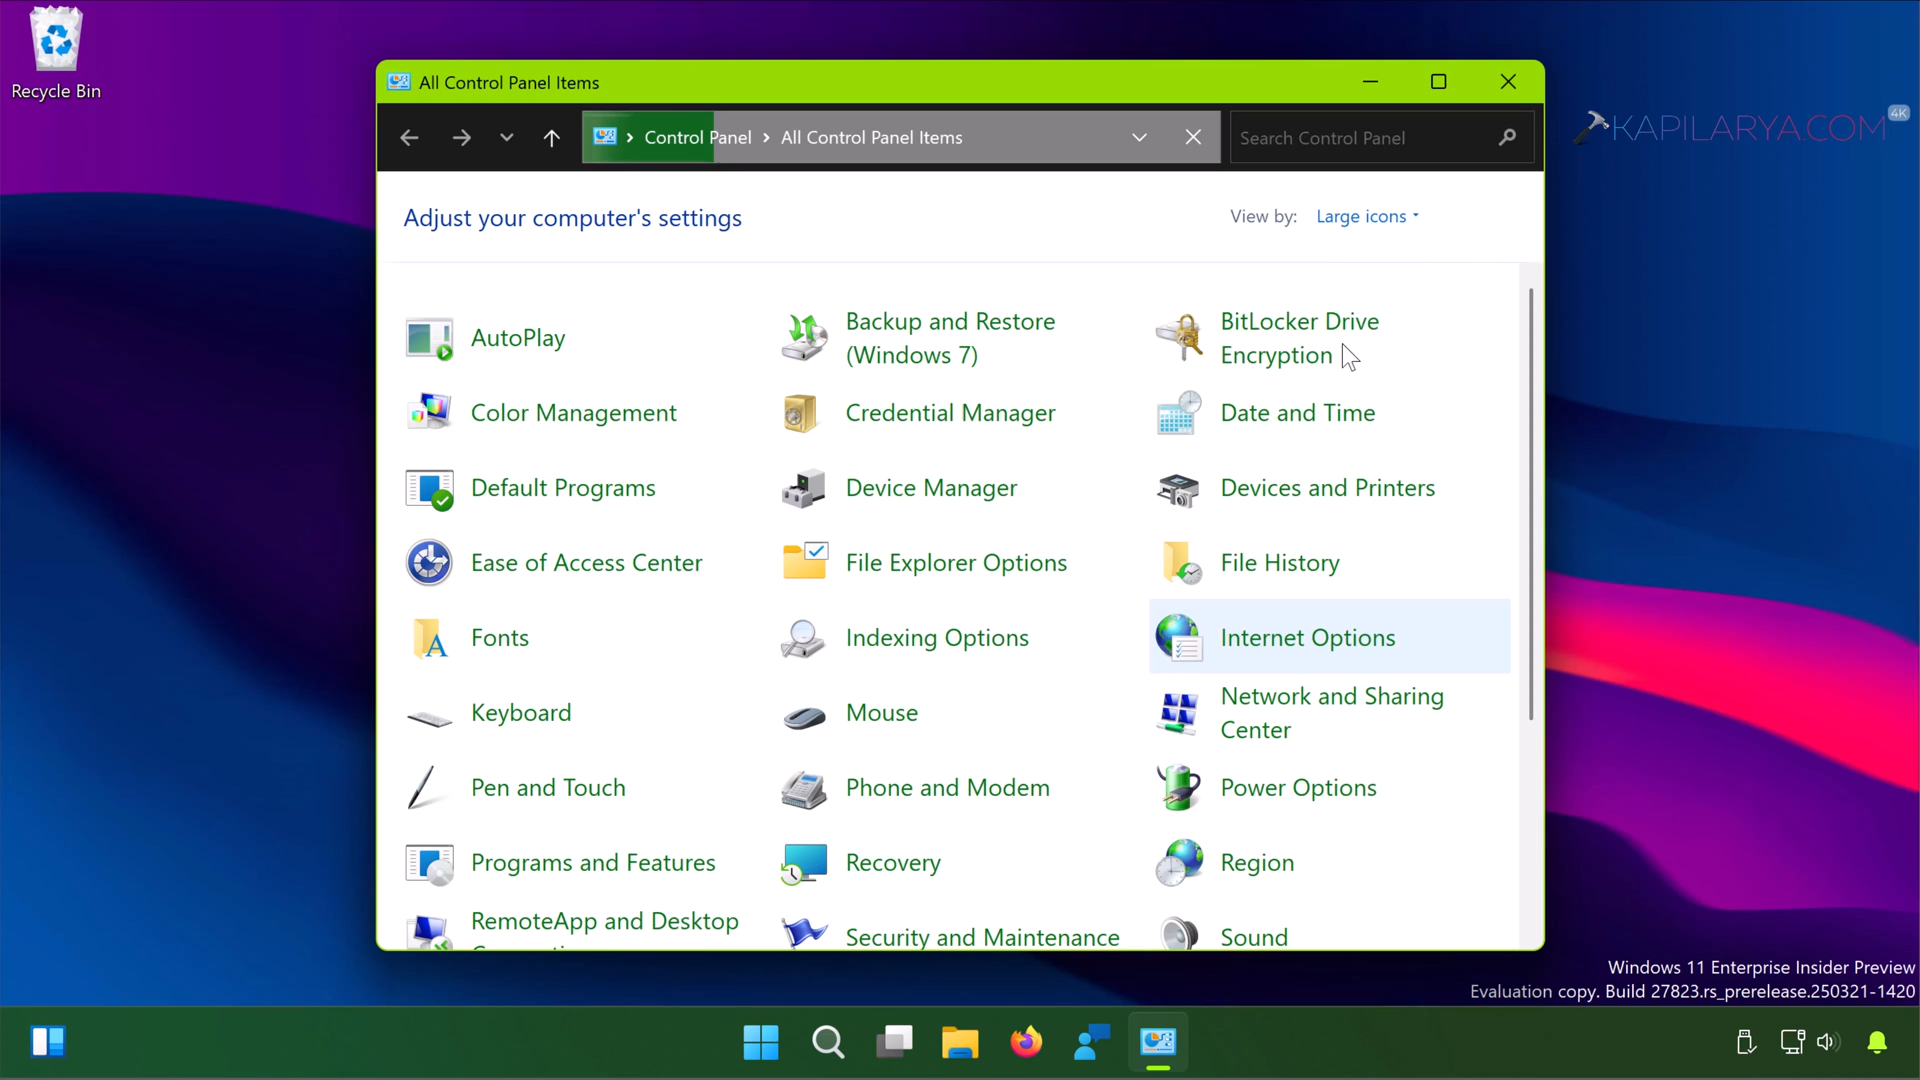 Recycle Bin
All Control Panel Items
Control Panel All Control Panel Items
Search Control Panel
KAPILARYA.COM
4K
Adjust your computer's settings
View by: Large icons
AutoPlay
Backup and Restore
(Windows 7)
BitLocker Drive
Encryption
Color Management
Credential Manager
Date and Time
Default Programs
Device Manager
Devices and Printers
Ease of Access Center
File Explorer Options
File History
Fonts
Indexing Options
Internet Options
Keyboard
Mouse
Network and Sharing
Center
Pen and Touch
Phone and Modem
Power Options
Programs and Features
Recovery
Region
RemoteApp and Desktop
Security and Maintenance
Sound
Windows 11 Enterprise Insider Preview
Evaluation copy. Build 27823.rs_prerelease.250321-1420